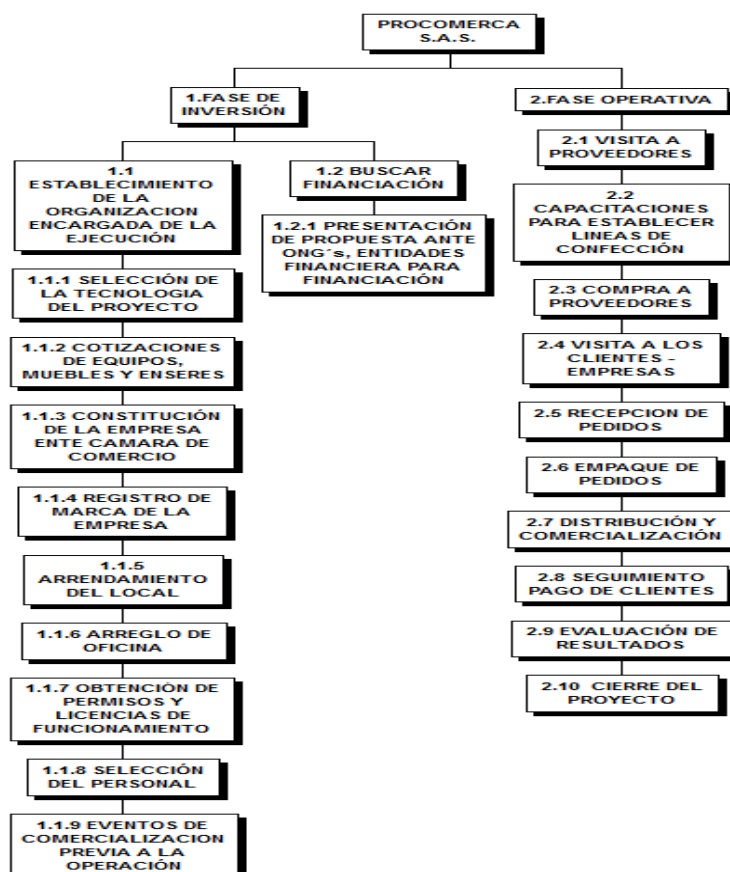 PROCOMERCA
S.A.S.
1.FASE DE
INVERSIÓN
1.1
ESTABLECIMIENTO
DE LA
ORGANIZACION
ENCARGADA DE LA
EJECUCIÓN
1.1.1 SELECCIÓN DE
LA TECNOLOGIA
DEL PROYECTO
1.1.2 COTIZACIONES
DE EQUIPOS,
MUEBLES Y ENSERES
1.1.3 CONSTITUCIÓN
DE LA EMPRESA
ENTE CAMARA DE
COMERCIO
1.1.4 REGISTRO DE
MARCA DE LA
EMPRESA
1.1.5
ARRENDAMIENTO
DEL LOCAL
1.1.6 ARREGLO DE
OFICINA
1.1.7 OBTENCIÓN DE
PERMISOS Y
LICENCIAS DE
FUNCIONAMIENTO
1.1.8 SELECCIÓN
DEL PERSONAL
1.1.9 EVENTOS DE
COMERCIALIZACION
PREVIA A LA
OPERACIÓN
1.2 BUSCAR
FINANCIACIÓN
1.2.1 PRESENTACIÓN
DE PROPUESTA ANTE
ONG´s, ENTIDADES
FINANCIERA PARA
FINANCIACIÓN
2.FASE OPERATIVA
2.1 VISITA A
PROVEEDORES
2.2
CAPACITACIONES
PARA ESTABLECER
LINEAS DE
CONFECCIÓN
2.3 COMPRA A
PROVEEDORES
2.4 VISITA A LOS
CLIENTES -
EMPRESAS
2.5 RECEPCION DE
PEDIDOS
2.6 EMPAQUE DE
PEDIDOS
2.7 DISTRIBUCIÓN Y
COMERCIALIZACIÓN
2.8 SEGUIMIENTO
PAGO DE CLIENTES
2.9 EVALUACIÓN DE
RESULTADOS
2.10 CIERRE DEL
PROYECTO